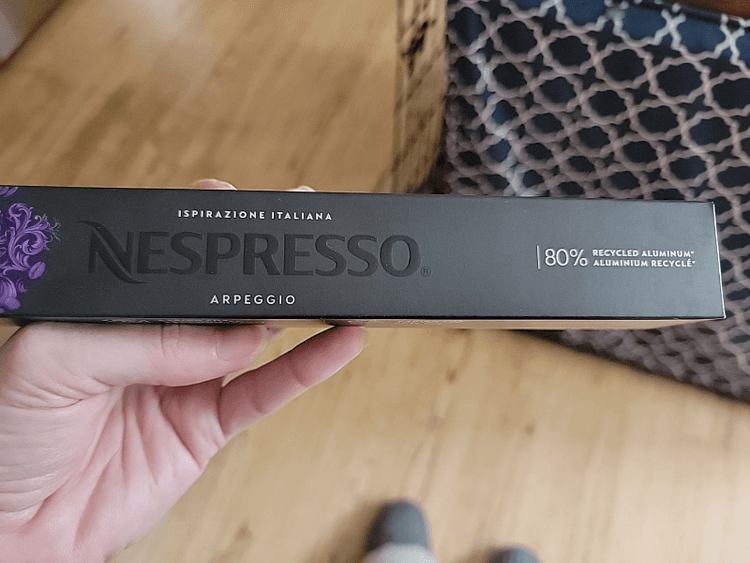 ISPIRAZIONE ITALIANA
NESPRESSO®
ARPEGGIO
80% RECYCLED ALUMINUM*
ALUMINIUM RECYCLÉ*